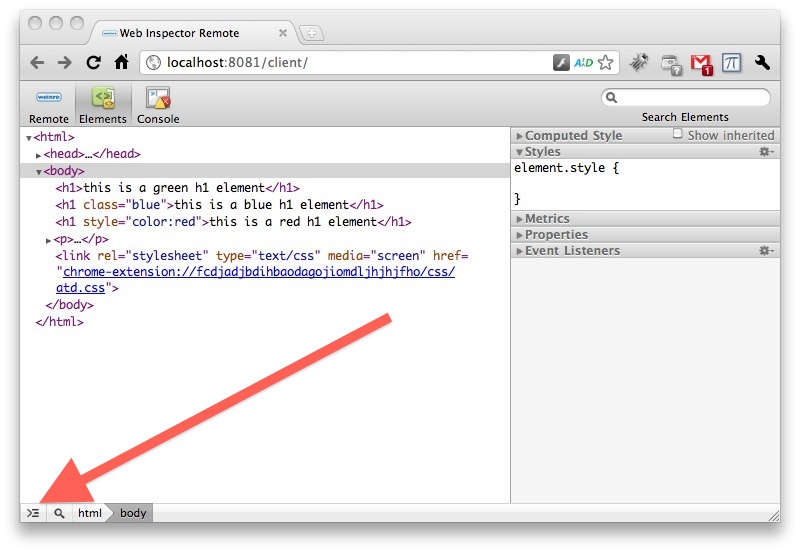 Web Inspector Remote
localhost:8081/client/
A\D
1
weinre
Remote
Elements
Console
Search Elements
<html>
<head>…</head>
<body>
<h1>this is a green h1 element</h1>
<h1 class="blue">this is a blue h1 element</h1>
<h1 style="color:red">this is a red h1 element</h1>
<p>…</p>
<link rel="stylesheet" type="text/css" media="screen" href=
"chrome-extension://fcdjadjbdihbaodagojiomdljhjhjfho/css/
atd.css">
</body>
</html>
Computed Style
Show inherited
Styles
element.style {
}
Metrics
Properties
Event Listeners
html
body